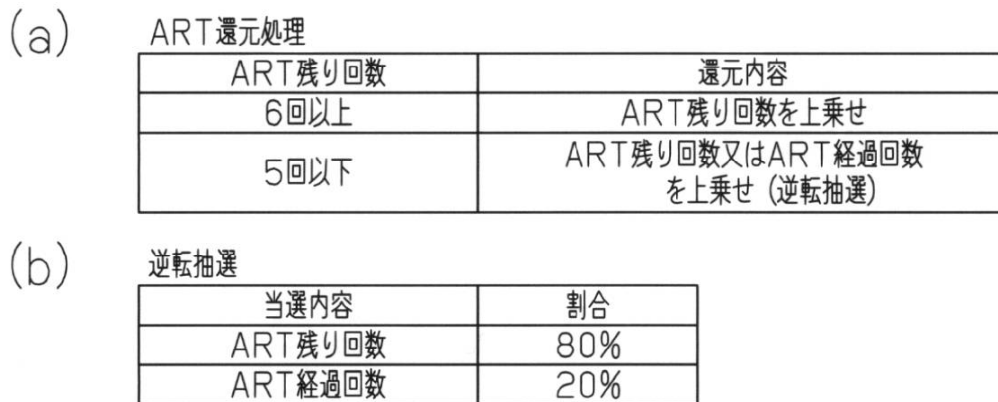 (a)
ART還元処理
ART残り回数 還元内容
6回以上 ART残り回数を上乗せ
5回以下 ART残り回数又はART経過回数
を上乗せ (逆転抽選)
(b)
逆転抽選
当選内容 割合
ART残り回数 80%
ART経過回数 20%